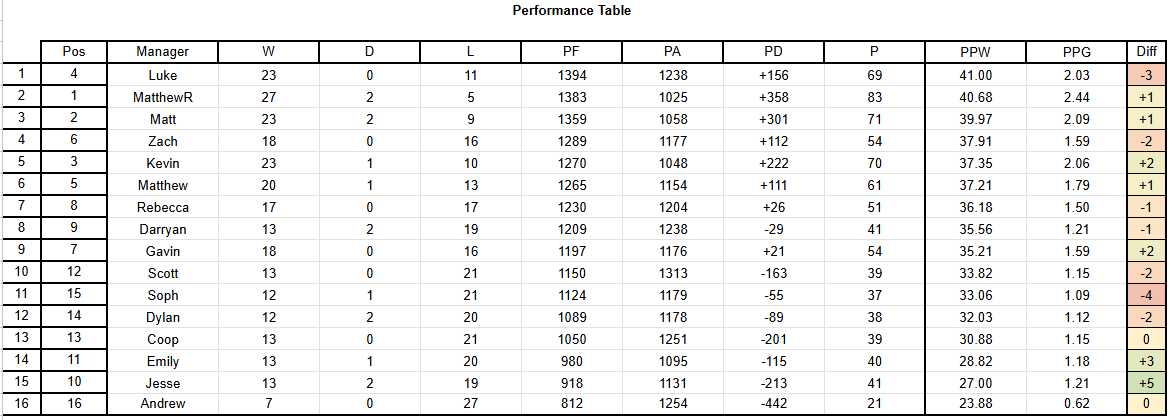 Performance Table
Pos Manager W D L PF PA PD P PPW PPG Diff
1 4 Luke 23 0 11 1394 1238 +156 69 41.00 2.03 -3
2 1 MatthewR 27 2 5 1383 1025 +358 83 40.68 2.44 +1
3 2 Matt 23 2 9 1359 1058 +301 71 39.97 2.09 +1
4 6 Zach 18 0 16 1289 1177 +112 54 37.91 1.59 -2
5 3 Kevin 23 1 10 1270 1048 +222 70 37.35 2.06 +2
6 5 Matthew 20 1 13 1265 1154 +111 61 37.21 1.79 +1
7 8 Rebecca 17 0 17 1230 1204 +26 51 36.18 1.50 -1
8 9 Darryan 13 2 19 1209 1238 -29 41 35.56 1.21 -1
9 7 Gavin 18 0 16 1197 1176 +21 54 35.21 1.59 +2
10 12 Scott 13 0 21 1150 1313 -163 39 33.82 1.15 -2
11 15 Soph 12 1 21 1124 1179 -55 37 33.06 1.09 -4
12 14 Dylan 12 2 20 1089 1178 -89 38 32.03 1.12 -2
13 13 Coop 13 0 21 1050 1251 -201 39 30.88 1.15 0
14 11 Emily 13 1 20 980 1095 -115 40 28.82 1.18 +3
15 10 Jesse 13 2 19 918 1131 -213 41 27.00 1.21 +5
16 16 Andrew 7 0 27 812 1254 -442 21 23.88 0.62 0